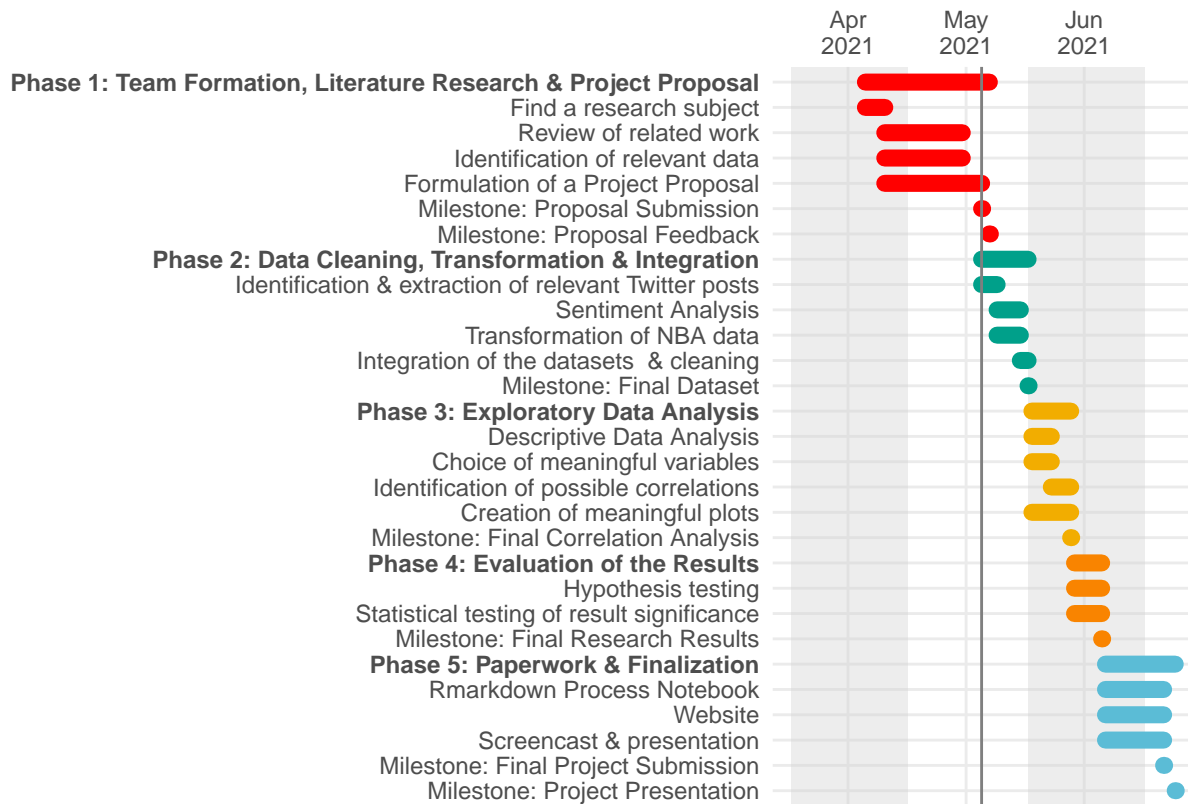 Apr May Jun
2021 2021 2021
Phase 1: Team Formation, Literature Research & Project Proposal
Find a research subject
Review of related work
Identification of relevant data
Formulation of a Project Proposal
Milestone: Proposal Submission
Milestone: Proposal Feedback
Phase 2: Data Cleaning, Transformation & Integration
Identification & extraction of relevant Twitter posts
Sentiment Analysis
Transformation of NBA data
Integration of the datasets  & cleaning
Milestone: Final Dataset
Phase 3: Exploratory Data Analysis
Descriptive Data Analysis
Choice of meaningful variables
Identification of possible correlations
Creation of meaningful plots
Milestone: Final Correlation Analysis
Phase 4: Evaluation of the Results
Hypothesis testing
Statistical testing of result significance
Milestone: Final Research Results
Phase 5: Paperwork & Finalization
Rmarkdown Process Notebook
Website
Screencast & presentation
Milestone: Final Project Submission
Milestone: Project Presentation